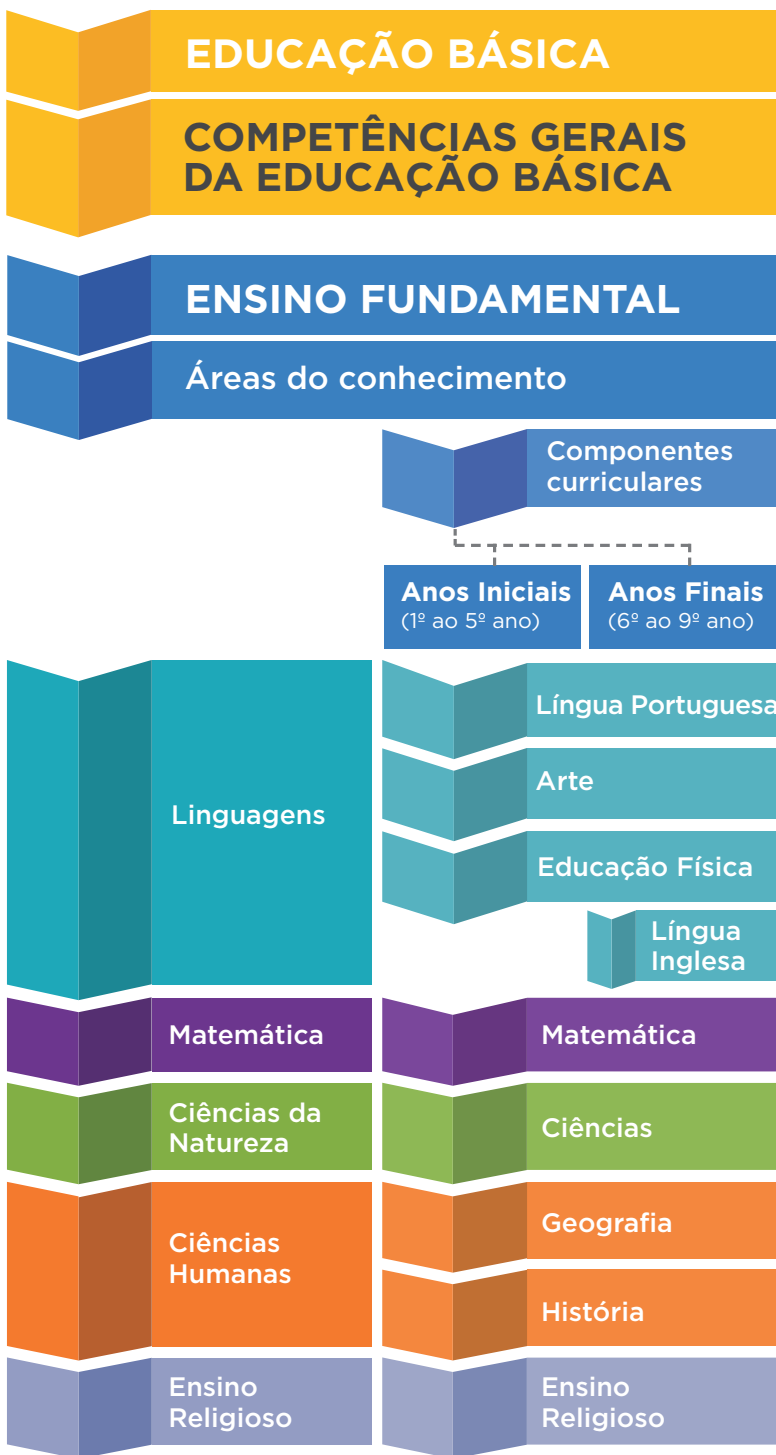 EDUCAÇÃO BÁSICA
COMPETÊNCIAS GERAIS
DA EDUCAÇÃO BÁSICA
ENSINO FUNDAMENTAL
Áreas do conhecimento
Componentes
curriculares
Anos Iniciais
(1º ao 5º ano)
Anos Finais
(6º ao 9º ano)
Linguagens
Língua Portuguesa
Arte
Educação Física
Língua
Inglesa
Matemática
Matemática
Ciências da
Natureza
Ciências
Ciências
Humanas
Geografia
História
Ensino
Religioso
Ensino
Religioso